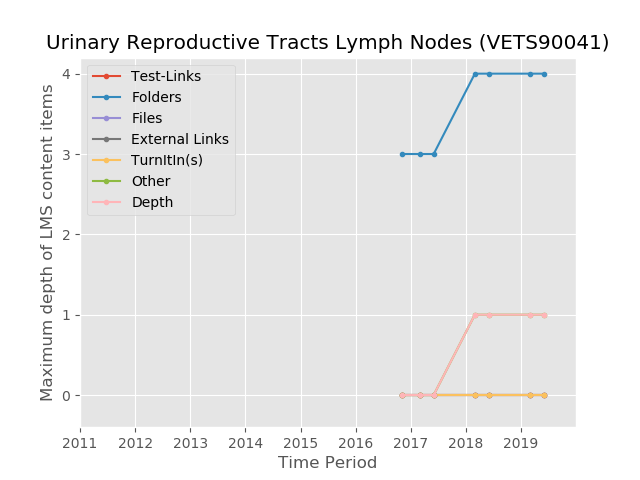 Urinary Reproductive Tracts Lymph Nodes (VETS90041)
Maximum depth of LMS content items
4
3
2
1
0
Test-Links
Folders
Files
External Links
TurnItIn(s)
Other
Depth
2011 2012 2013 2014 2015 2016 2017 2018 2019
Time Period